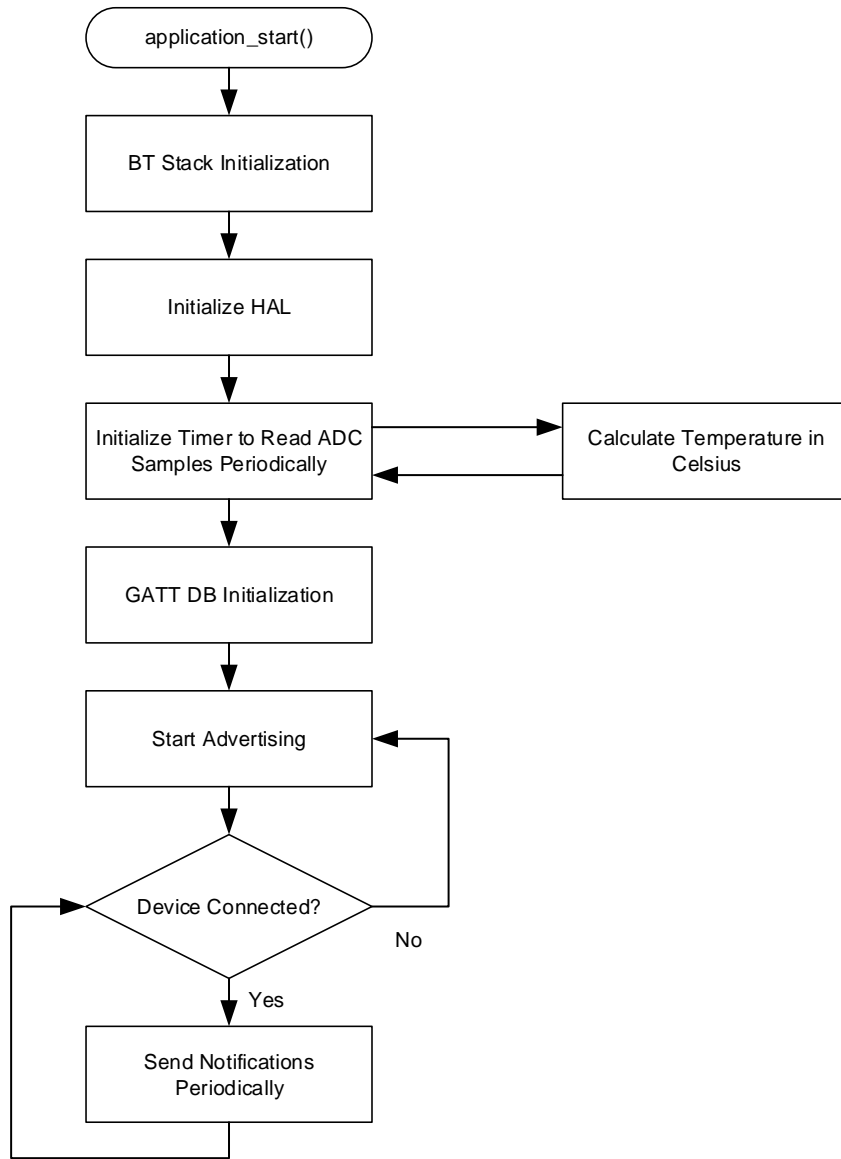 application_start()
BT Stack Initialization
Initialize HAL
Initialize Timer to Read ADC
Samples Periodically
Calculate Temperature in
Celsius
GATT DB Initialization
Start Advertising
Device Connected?
No
Yes
Send Notifications
Periodically